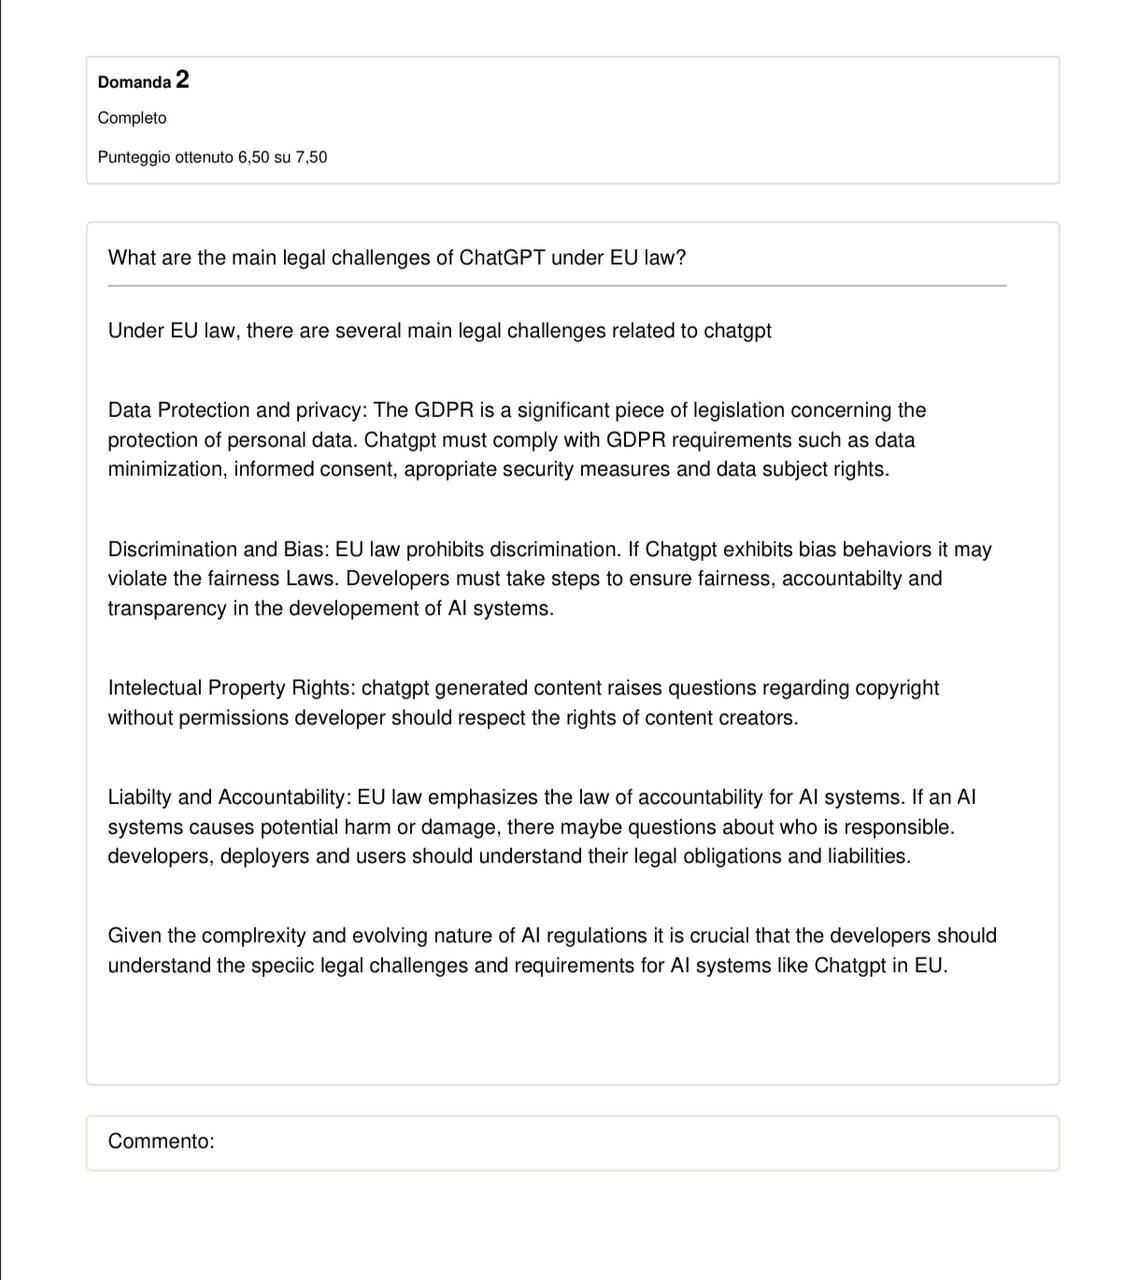 Domanda 2
Completo
Punteggio ottenuto 6,50 su 7,50
What are the main legal challenges of ChatGPT under EU law?
Under EU law, there are several main legal challenges related to chatgpt
Data Protection and privacy: The GDPR is a significant piece of legislation concerning the
protection of personal data. Chatgpt must comply with GDPR requirements such as data
minimization, informed consent, apropriate security measures and data subject rights.
Discrimination and Bias: EU law prohibits discrimination. If Chatgpt exhibits bias behaviors it may
violate the fairness Laws. Developers must take steps to ensure fairness, accountabilty and
transparency in the developement of AI systems.
Intelectual Property Rights: chatgpt generated content raises questions regarding copyright
without permissions developer should respect the rights of content creators.
Liabilty and Accountability: EU law emphasizes the law of accountability for AI systems. If an AI
systems causes potential harm or damage, there maybe questions about who is responsible.
developers, deployers and users should understand their legal obligations and liabilities.
Given the complrexity and evolving nature of AI regulations it is crucial that the developers should
understand the speciic legal challenges and requirements for AI systems like Chatgpt in EU.
Commento: